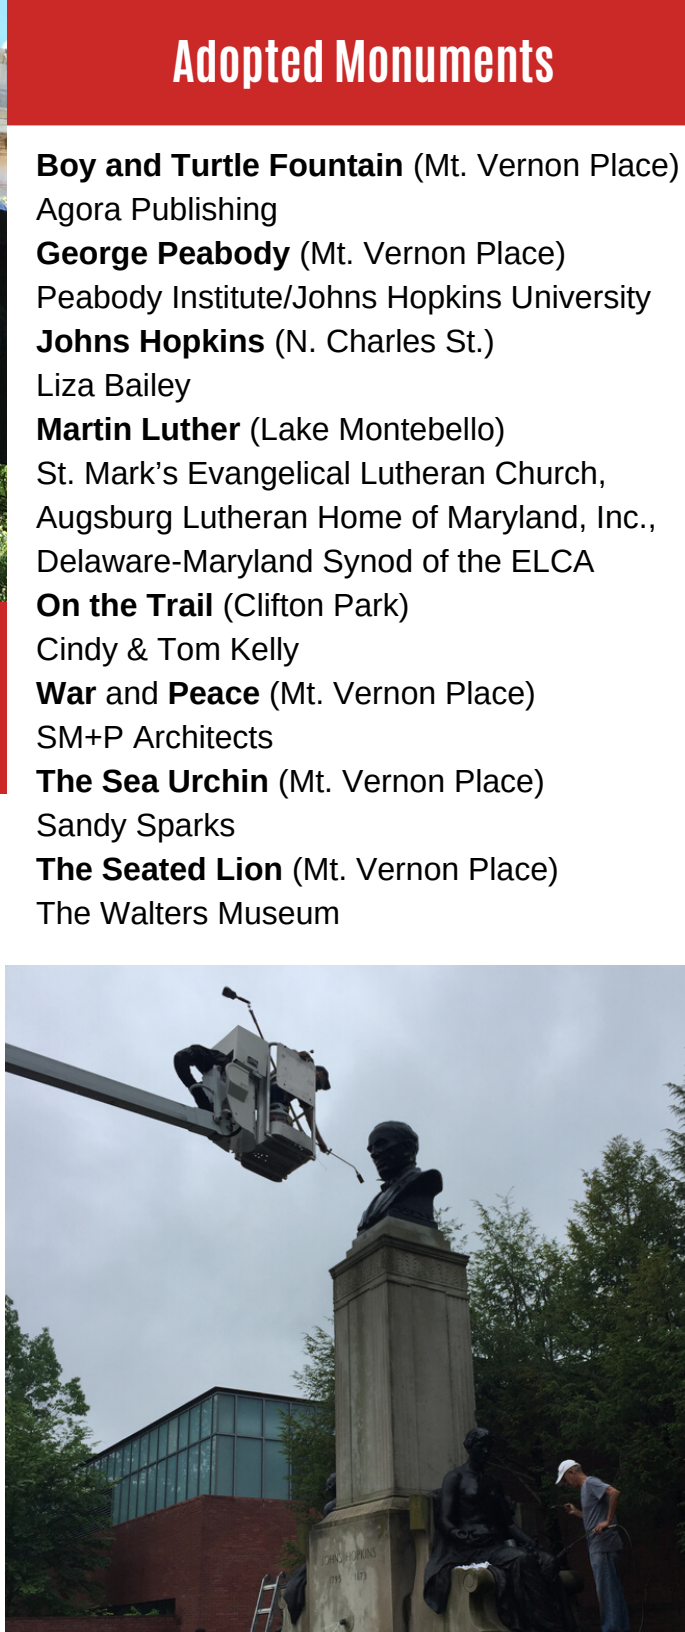 Adopted Monuments
Boy and Turtle Fountain (Mt. Vernon Place)
Agora Publishing
George Peabody (Mt. Vernon Place)
Peabody Institute/Johns Hopkins University
Johns Hopkins (N. Charles St.)
Liza Bailey
Martin Luther (Lake Montebello)
St. Mark’s Evangelical Lutheran Church,
Augsburg Lutheran Home of Maryland, Inc.,
Delaware-Maryland Synod of the ELCA
On the Trail (Clifton Park)
Cindy & Tom Kelly
War and Peace (Mt. Vernon Place)
SM+P Architects
The Sea Urchin (Mt. Vernon Place)
Sandy Sparks
The Seated Lion (Mt. Vernon Place)
The Walters Museum
JOHNS HOPKINS